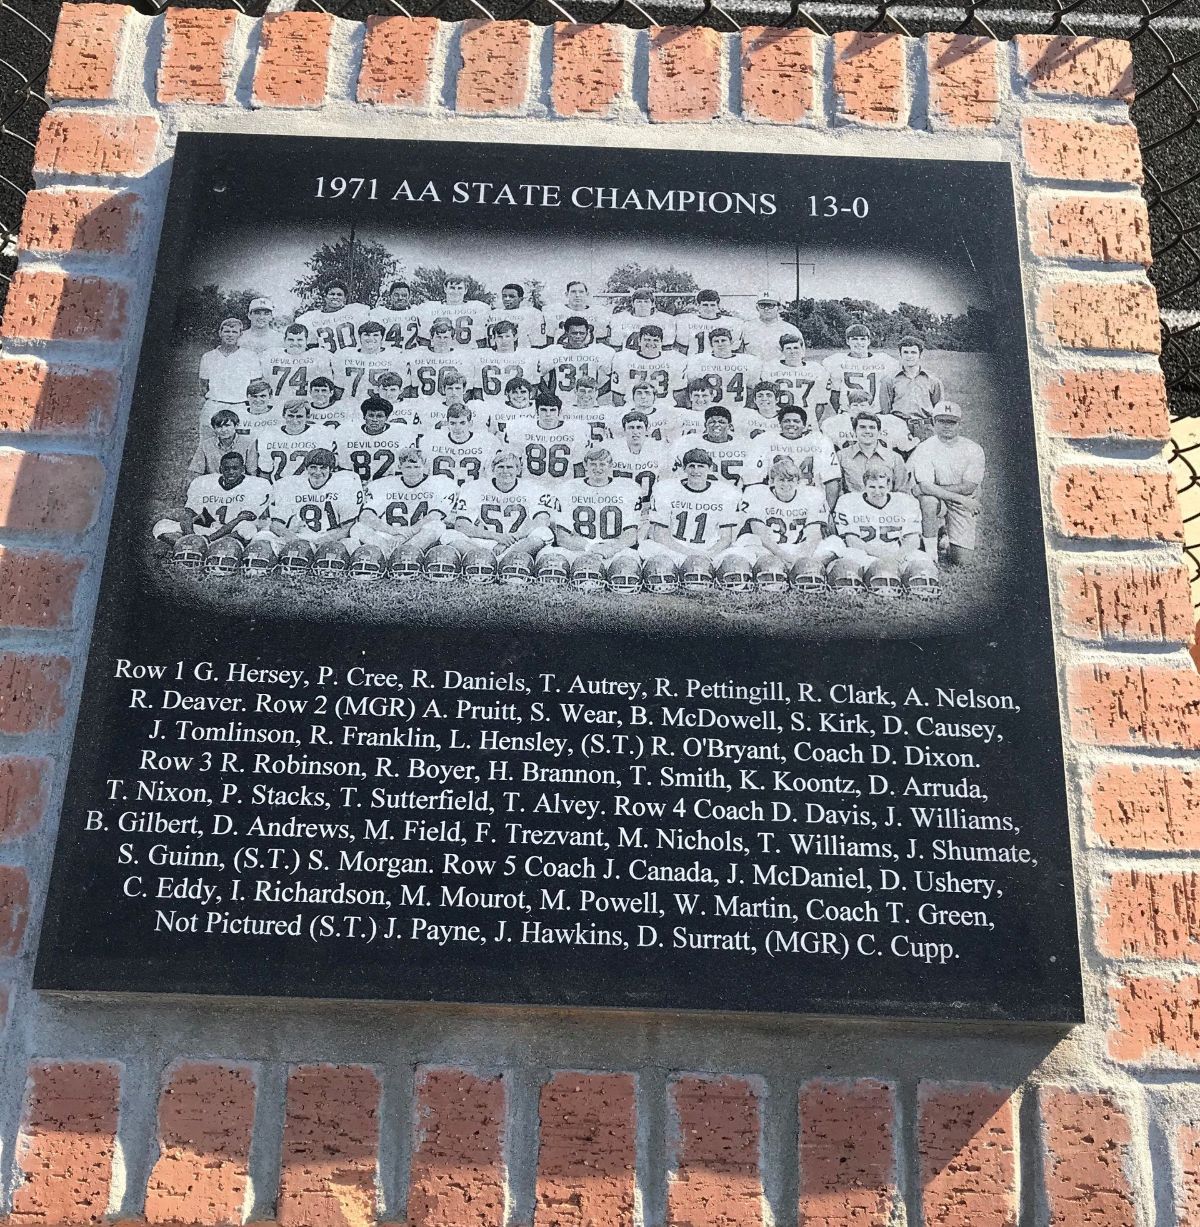 1971 AA STATE CHAMPIONS 13-0
Row 1 G. Hersey, P. Cree, R. Daniels, T. Autrey, R. Pettingill, R. Clark, A. Nelson,
R. Deaver. Row 2 (MGR) A. Pruitt, S. Wear, B. McDowell, S. Kirk, D. Causey,
J. Tomlinson, R. Franklin, L. Hensley, (S.T.) R. O'Bryant, Coach D. Dixon.
Row 3 R. Robinson, R. Boyer, H. Brannon, T. Smith, K. Koontz, D. Arruda,
T. Nixon, P. Stacks, T. Sutterfield, T. Alvey. Row 4 Coach D. Davis, J. Williams,
B. Gilbert, D. Andrews, M. Field, F. Trezvant, M. Nichols, T. Williams, J. Shumate,
S. Guinn, (S.T.) S. Morgan. Row 5 Coach J. Canada, J. McDaniel, D. Ushery,
C. Eddy, I. Richardson, M. Mourot, M. Powell, W. Martin, Coach T. Green,
Not Pictured (S.T.) J. Payne, J. Hawkins, D. Surratt, (MGR) C. Cupp.